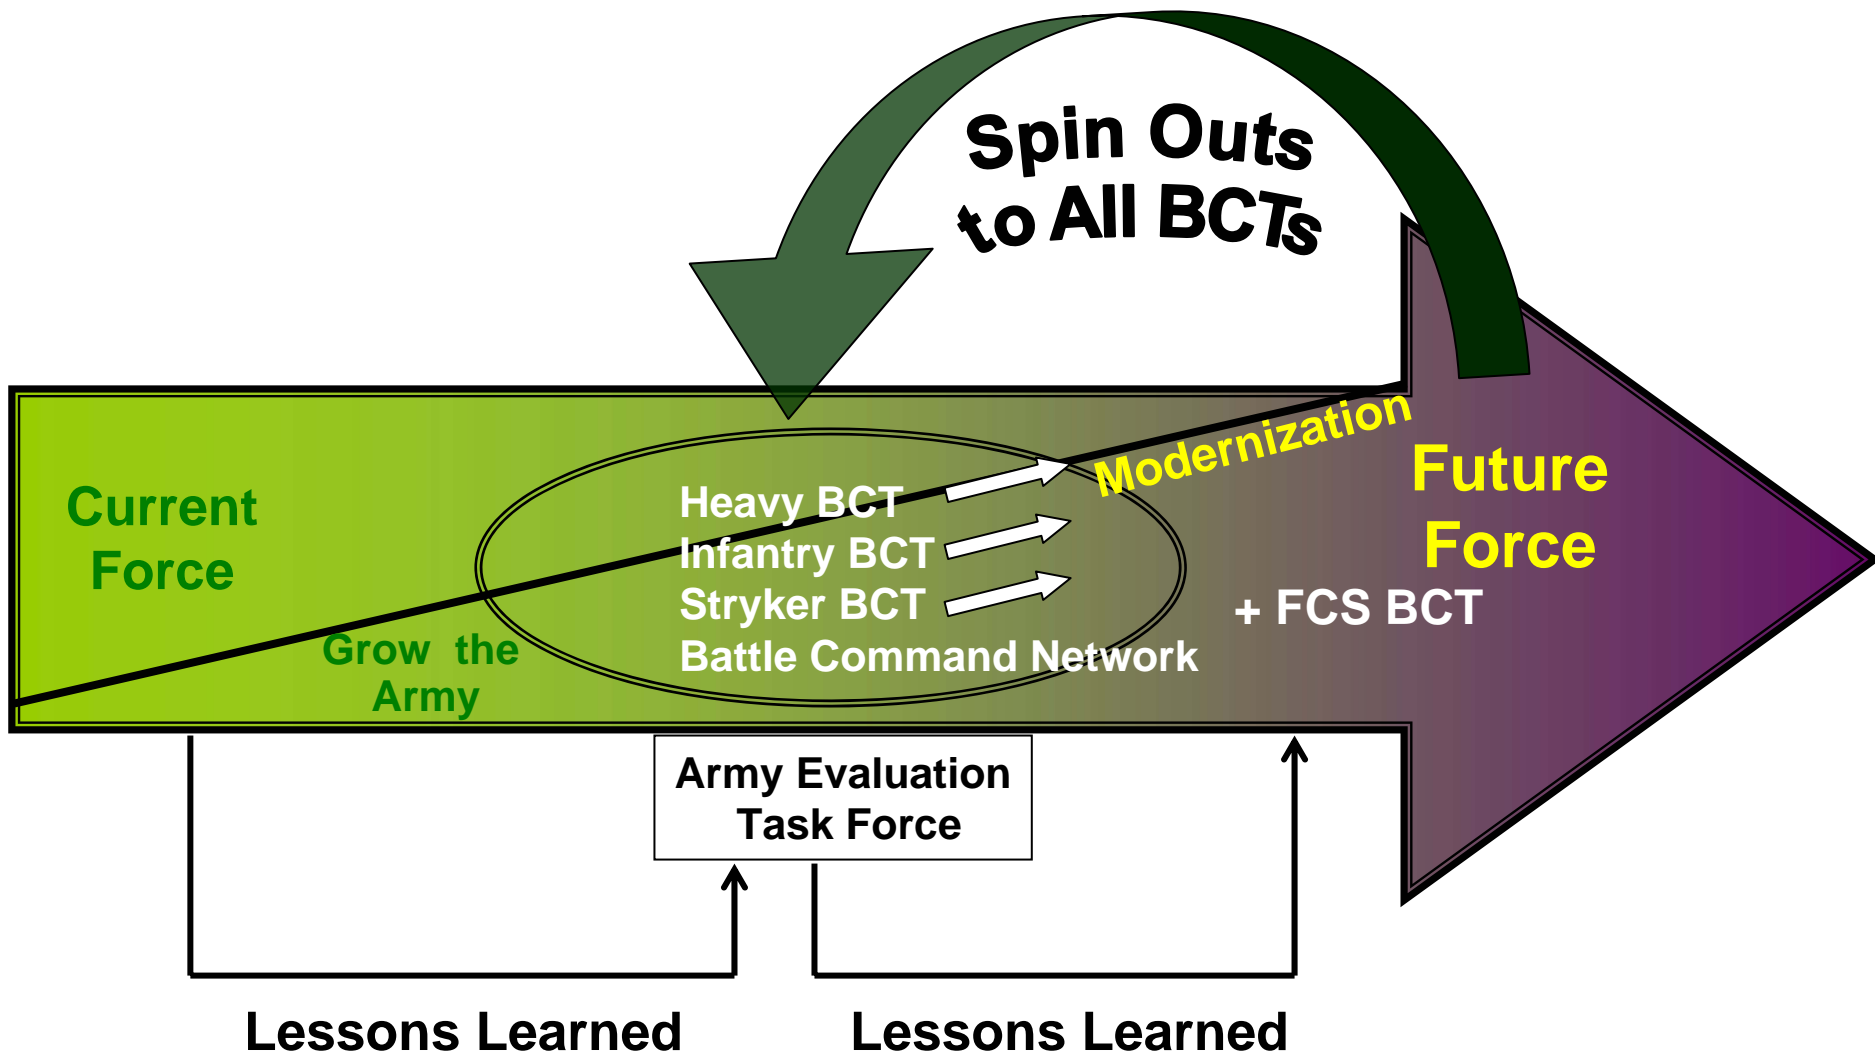 Spin Outs
to All BCTs
Current
Force
Grow the
Army
Heavy BCT
Infantry BCT
Stryker BCT
Battle Command Network
Modernization
Future
Force
+ FCS BCT
Army Evaluation
Task Force
Lessons Learned
Lessons Learned